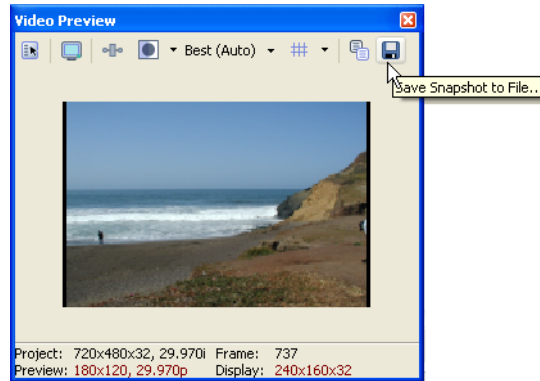 Video Preview
Best (Auto)
Save Snapshot to File..
Project: 720x480x32, 29.970i Frame: 737
Preview: 180x120, 29.970p Display: 240x160x32